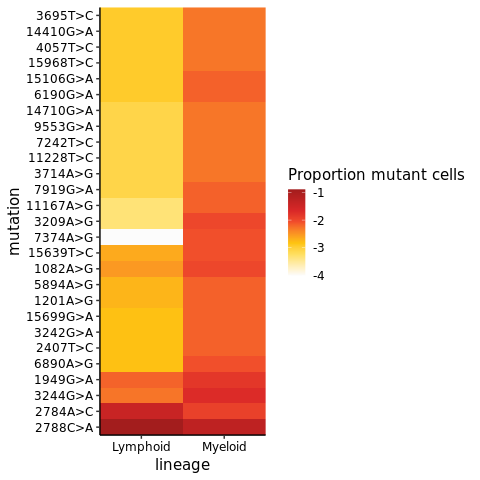 3695T>C
14410G>A
4057T>C
15968T>C
15106G>A
6190G>A
14710G>A
9553G>A
7242T>C
11228T>C
3714A>G
7919G>A
11167A>G
3209A>G
7374A>G
15639T>C
1082A>G
5894A>G
1201A>G
15699G>A
3242G>A
2407T>C
6890A>G
1949G>A
3244G>A
2784A>C
2788C>A
mutation
Lymphoid Myeloid
lineage
Proportion mutant cells
-1
-2
-3
-4